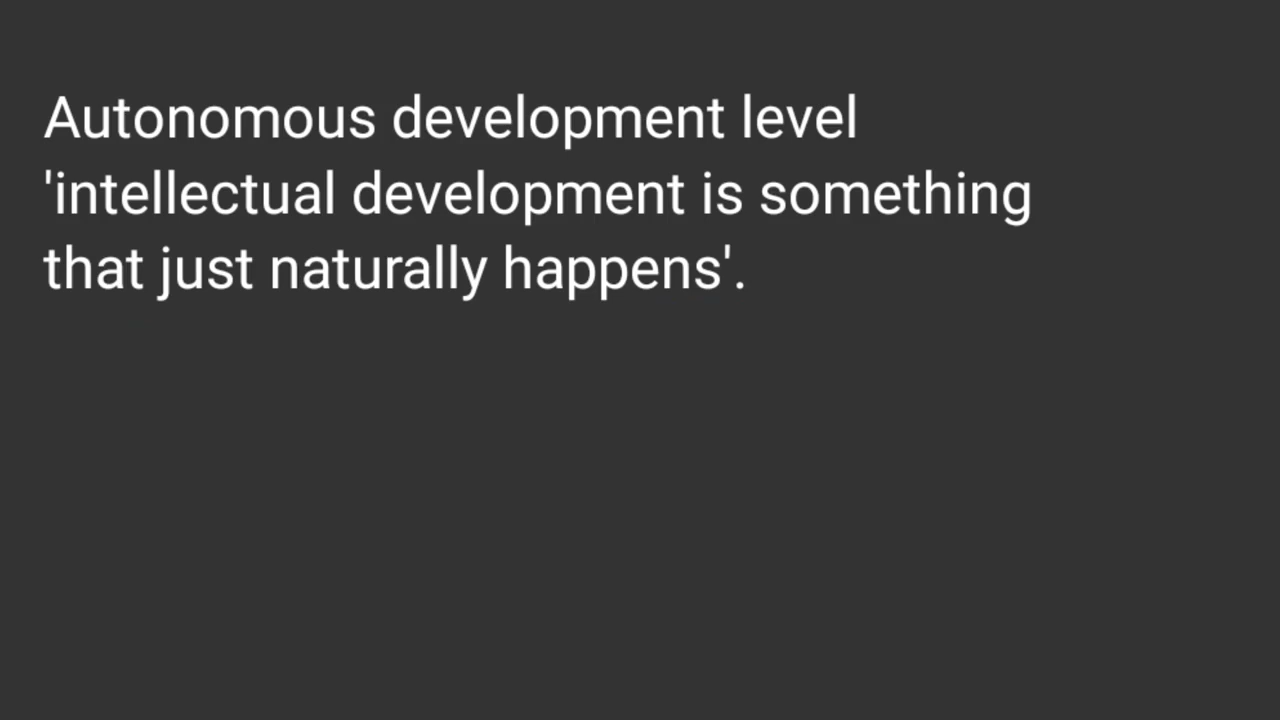 Autonomous development level
'intellectual development is something
that just naturally happens'.